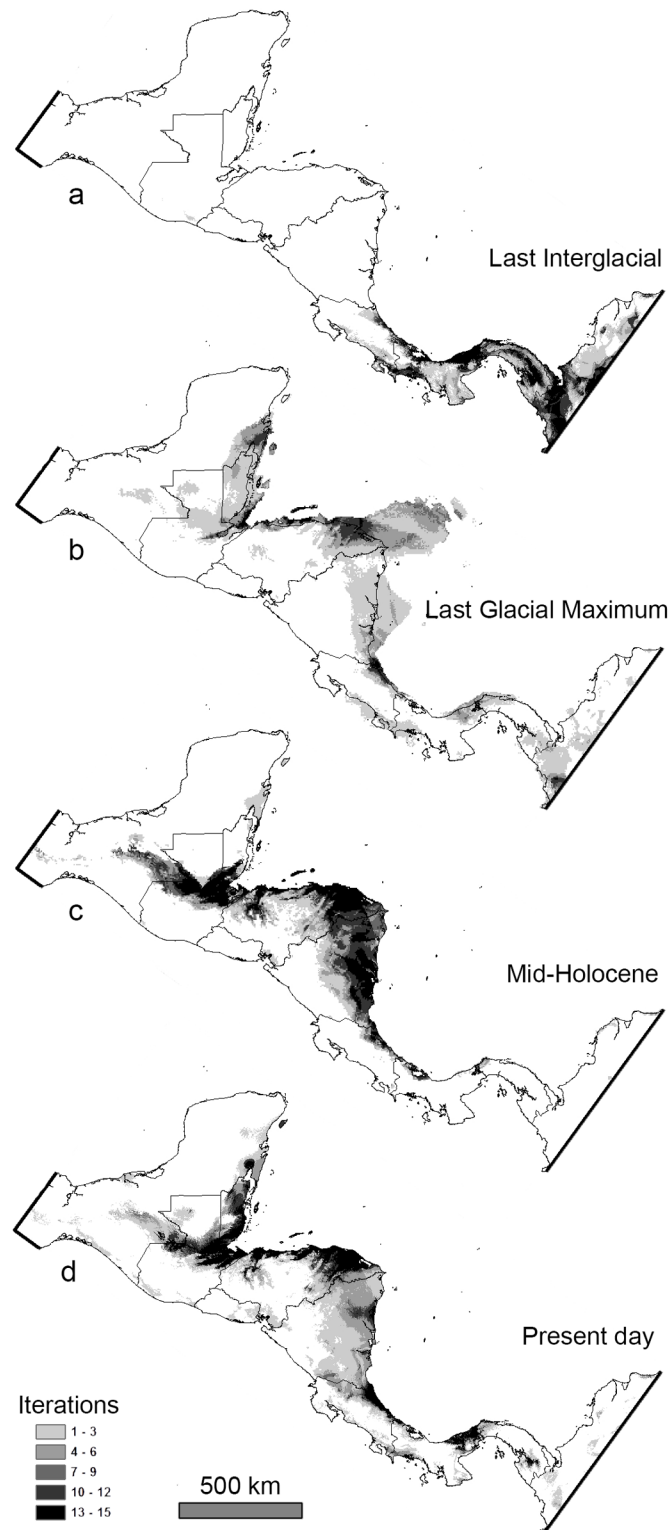 a
Last Interglacial
b
Last Glacial Maximum
c
Mid-Holocene
d
Present day
Iterations
1 - 3
4 - 6
7 - 9
10 - 12
13 - 15
500 km